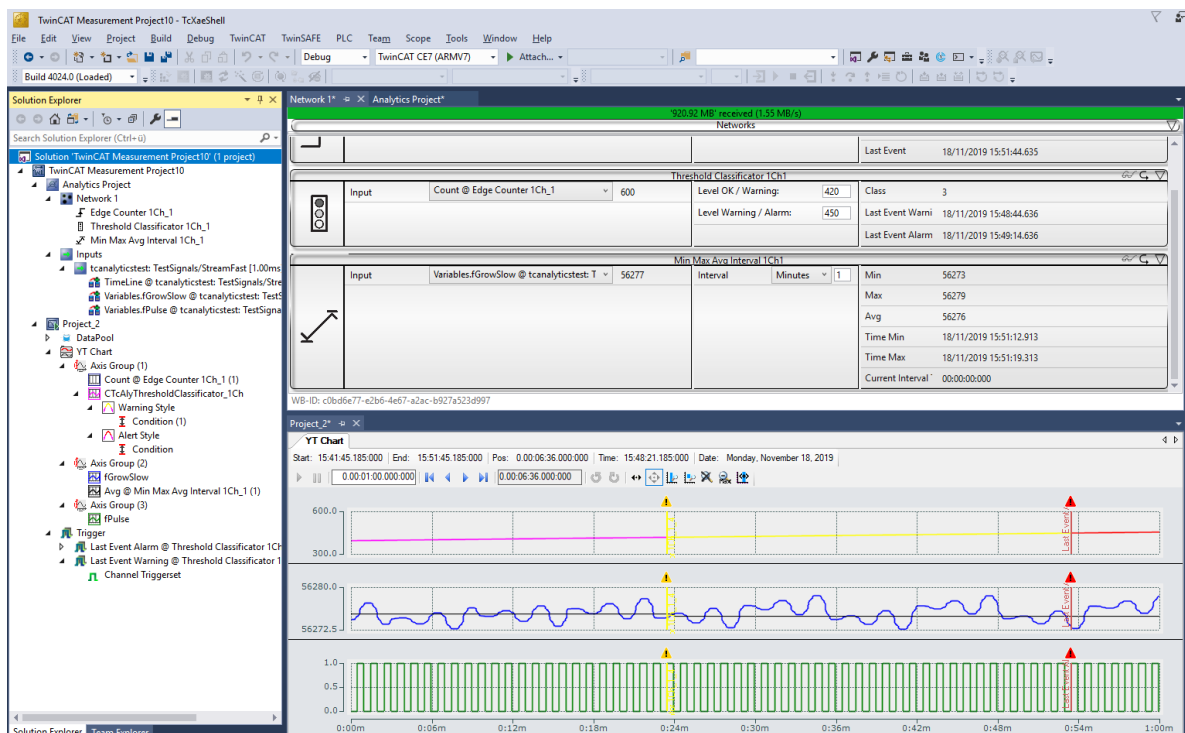 TwinCAT Measurement Project10 - TcXaeShell
File Edit View Project Build Debug TwinCAT TwinSAFE PLC Team Scope Tools Window Help
Debug TwinCAT CE7 (ARMV7) Attach...
Build 4024.0 (Loaded)
Solution Explorer
Search Solution Explorer (Ctrl+ü)
Solution 'TwinCAT Measurement Project10' (1 project)
TwinCAT Measurement Project10
Analytics Project
Network 1
Edge Counter 1Ch_1
Threshold Classificator 1Ch_1
Min Max Avg Interval 1Ch_1
Inputs
tcanalyticstest: TestSignals/StreamFast [1.00ms
TimeLine @ tcanalyticstest: TestSignals/Stre
Variables.fGrowSlow @ tcanalyticstest: TestS
Variables.fPulse @ tcanalyticstest: TestSigna
Project_2
DataPool
YT Chart
Axis Group (1)
Count @ Edge Counter 1Ch_1 (1)
CTcAlyThresholdClassificator_1Ch
Warning Style
Condition (1)
Alert Style
Condition
Axis Group (2)
fGrowSlow
Avg @ Min Max Avg Interval 1Ch_1 (1)
Axis Group (3)
fPulse
Trigger
Last Event Alarm @ Threshold Classificator 1Ch
Last Event Warning @ Threshold Classificator 1
Channel Triggerset
Solution Explorer Team Explorer
Network 1* Analytics Project*
'920.92 MB' received (1.55 MB/s)
Networks
Last Event 18/11/2019 15:51:44.635
Threshold Classificator 1Ch1
Input Count @ Edge Counter 1Ch_1 600 Level OK / Warning: 420 Class 3
Level Warning / Alarm: 450 Last Event Warni 18/11/2019 15:48:44.636
Last Event Alarm 18/11/2019 15:49:14.636
Min Max Avg Interval 1Ch1
Input Variables.fGrowSlow @ tcanalyticstest: T 56277 Interval Minutes 1 Min 56273
Max 56279
Avg 56276
Time Min 18/11/2019 15:51:12.913
Time Max 18/11/2019 15:51:19.313
Current Interval 00:00:00:000
WB-ID: c0bd6e77-e2b6-4e67-a2ac-b927a523d997
Project_2*
YT Chart
Start: 15:41:45.185:000 End: 15:51:45.185:000 Pos: 0.00:06:36.000:000 Time: 15:48:21.185:000 Date: Monday, November 18, 2019
0.00:01:00.000:000 0.00:06:36.000:000
600.0
300.0
Last Event
56280.0
56272.5
Last Event
1.0
0.5
0.0
Last Event Al
0:00m 0:06m 0:12m 0:18m 0:24m 0:30m 0:36m 0:42m 0:48m 0:54m 1:00m